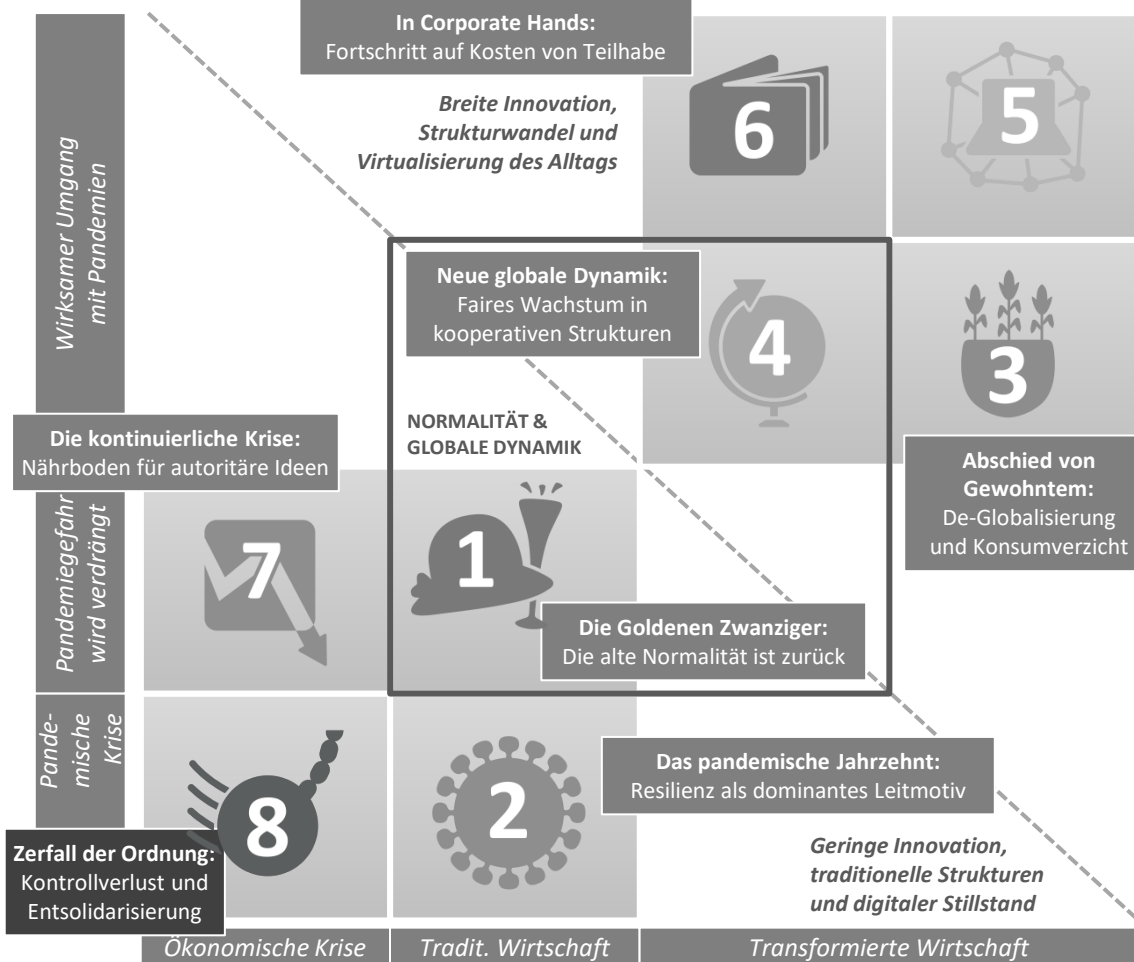 In Corporate Hands:
Fortschritt auf Kosten von Teilhabe
Breite Innovation,
Strukturwandel und
Virtualisierung des Alltags
6
5
Wirksamer Umgang
mit Pandemien
Neue globale Dynamik:
Faires Wachstum in
kooperativen Strukturen
4
3
NORMALITÄT &
GLOBALE DYNAMIK
Die kontinuierliche Krise:
Nährboden für autoritäre Ideen
Abschied von
Gewohntem:
De-Globalisierung
und Konsumverzicht
Pandemiegefahr
wird verdrängt
7
1
Die Goldenen Zwanziger:
Die alte Normalität ist zurück
Pande-
mische
Krise
8
2
Das pandemische Jahrzehnt:
Resilienz als dominantes Leitmotiv
Zerfall der Ordnung:
Kontrollverlust und
Entsolidarisierung
Geringe Innovation,
traditionelle Strukturen
und digitaler Stillstand
Ökonomische Krise
Tradit. Wirtschaft
Transformierte Wirtschaft